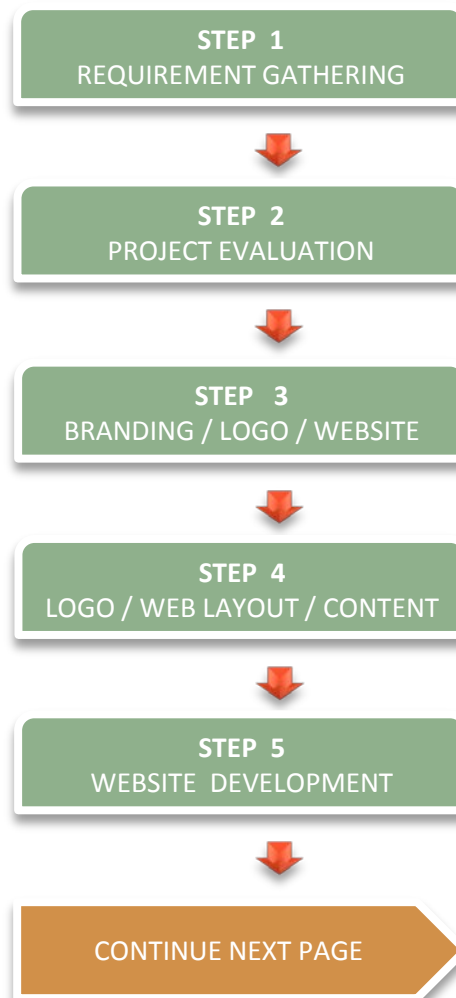 STEP 1
REQUIREMENT GATHERING
STEP 2
PROJECT EVALUATION
STEP 3
BRANDING / LOGO / WEBSITE
STEP 4
LOGO / WEB LAYOUT / CONTENT
STEP 5
WEBSITE DEVELOPMENT
CONTINUE NEXT PAGE